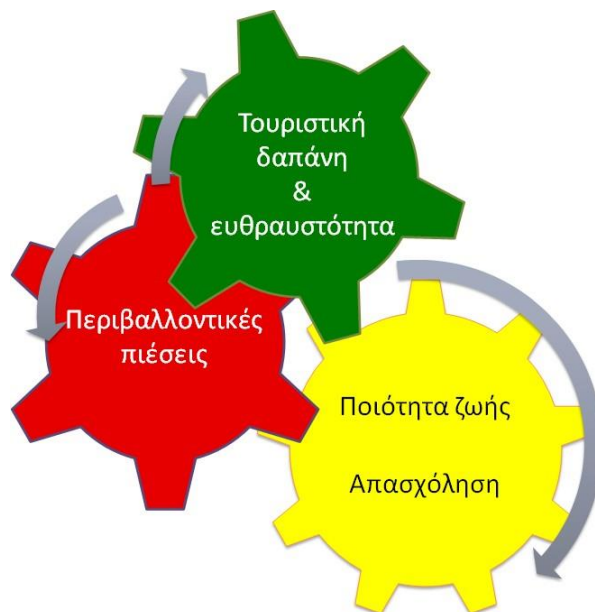 Τουριστική
δαπάνη
&
ευθραυστότητα
Περιβαλλοντικές
πιέσεις
Ποιότητα ζωής
Απασχόληση